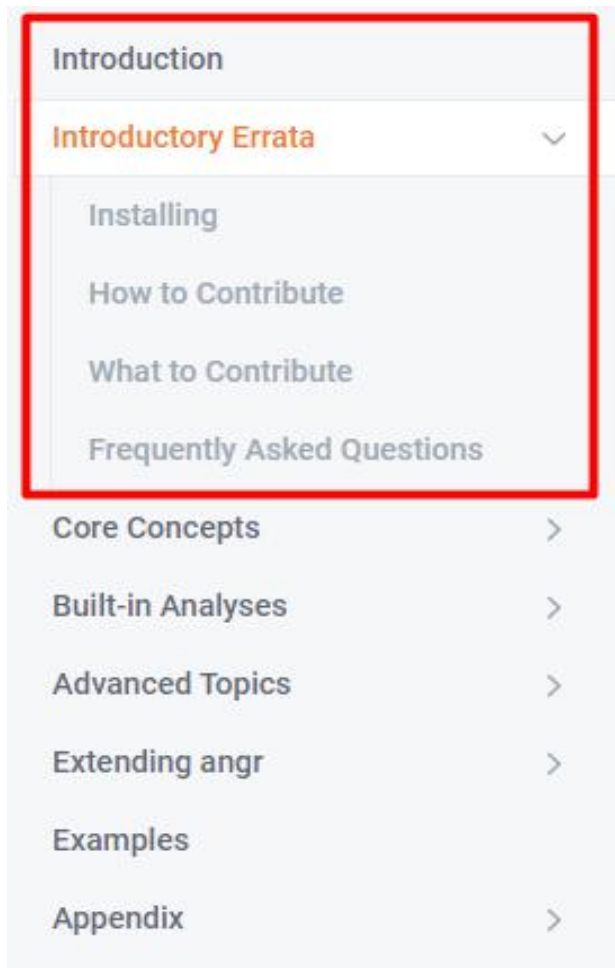 Introduction
Introductory Errata
Installing
How to Contribute
What to Contribute
Frequently Asked Questions
Core Concepts
Built-in Analyses
Advanced Topics
Extending angr
Examples
Appendix